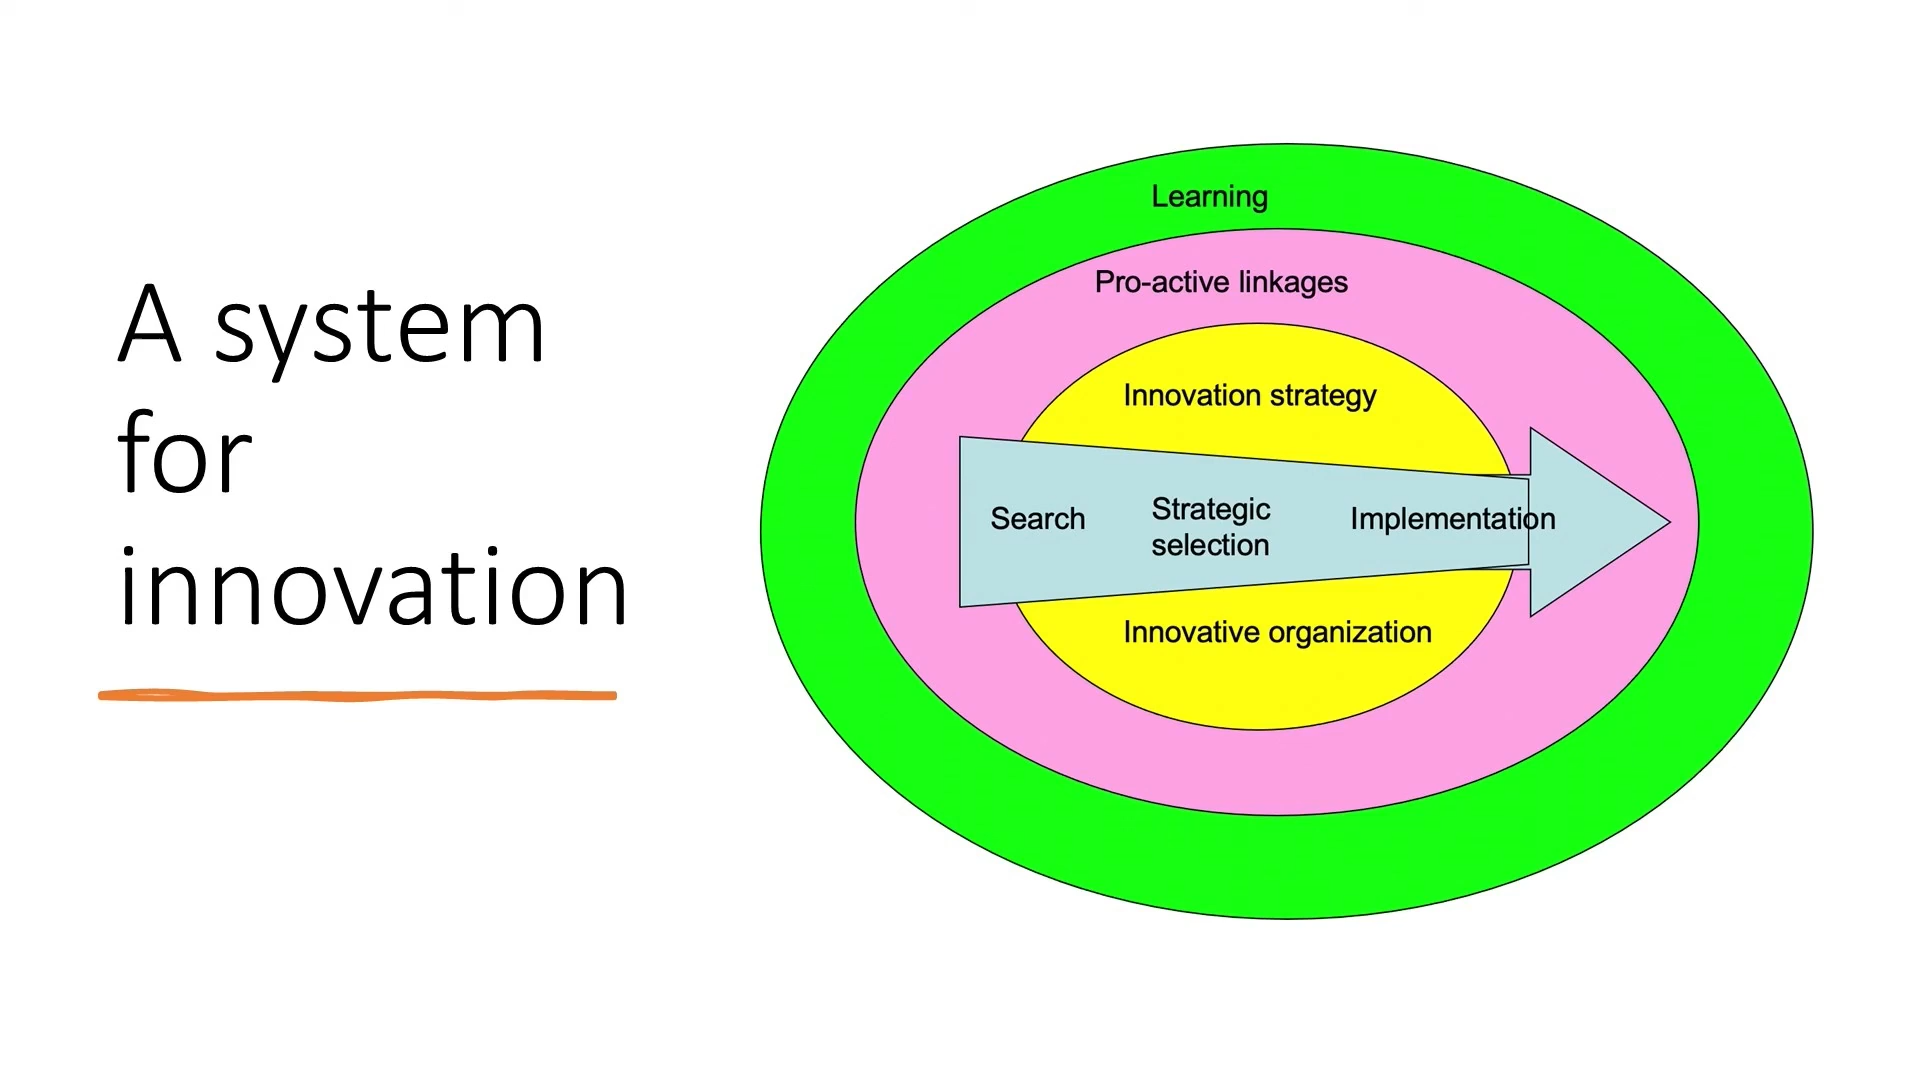 A system
for
innovation
Learning
Pro-active linkages
Innovation strategy
Search
Strategic
selection
Implementation
Innovative organization